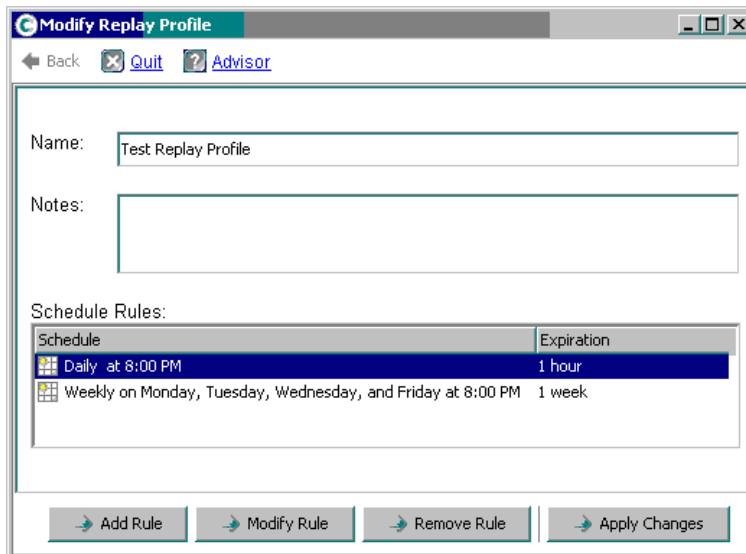 Modify Replay Profile
Back Quit Advisor
Name: Test Replay Profile
Notes:
Schedule Rules:
Schedule Expiration
Daily at 8:00 PM 1 hour
Weekly on Monday, Tuesday, Wednesday, and Friday at 8:00 PM 1 week
Add Rule Modify Rule Remove Rule Apply Changes